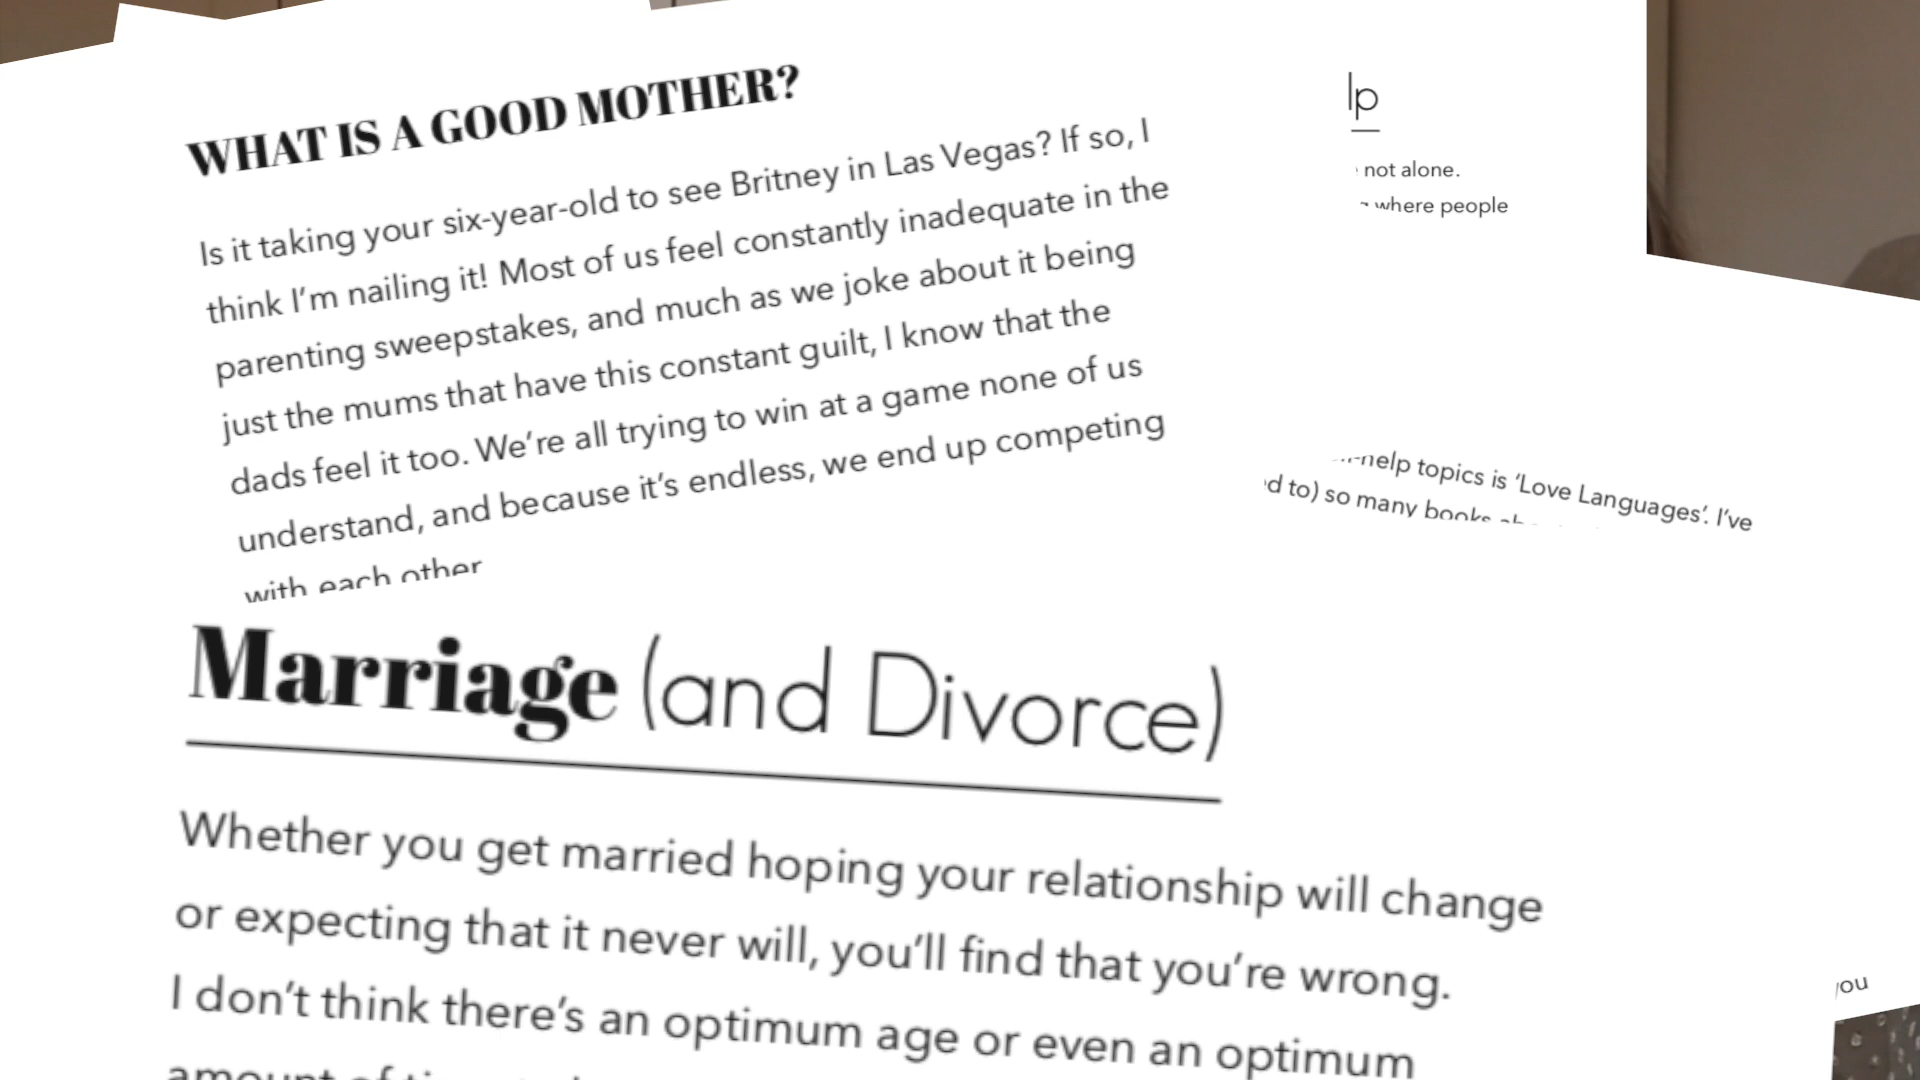 WHAT IS A GOOD MOTHER?
Is it taking your six-year-old to see Britney in Las Vegas? If so, I
think I’m nailing it! Most of us feel constantly inadequate in the
parenting sweepstakes, and much as we joke about it being
just the mums that have this constant guilt, I know that the
dads feel it too. We’re all trying to win at a game none of us
understand, and because it’s endless, we end up competing
with each other
lp
not alone.
where people
help topics is ‘Love Languages’. I’ve
d to) so many books
Marriage (and Divorce)
Whether you get married hoping your relationship will change
or expecting that it never will, you’ll find that you’re wrong.
I don’t think there’s an optimum age or even an optimum
amount of
you